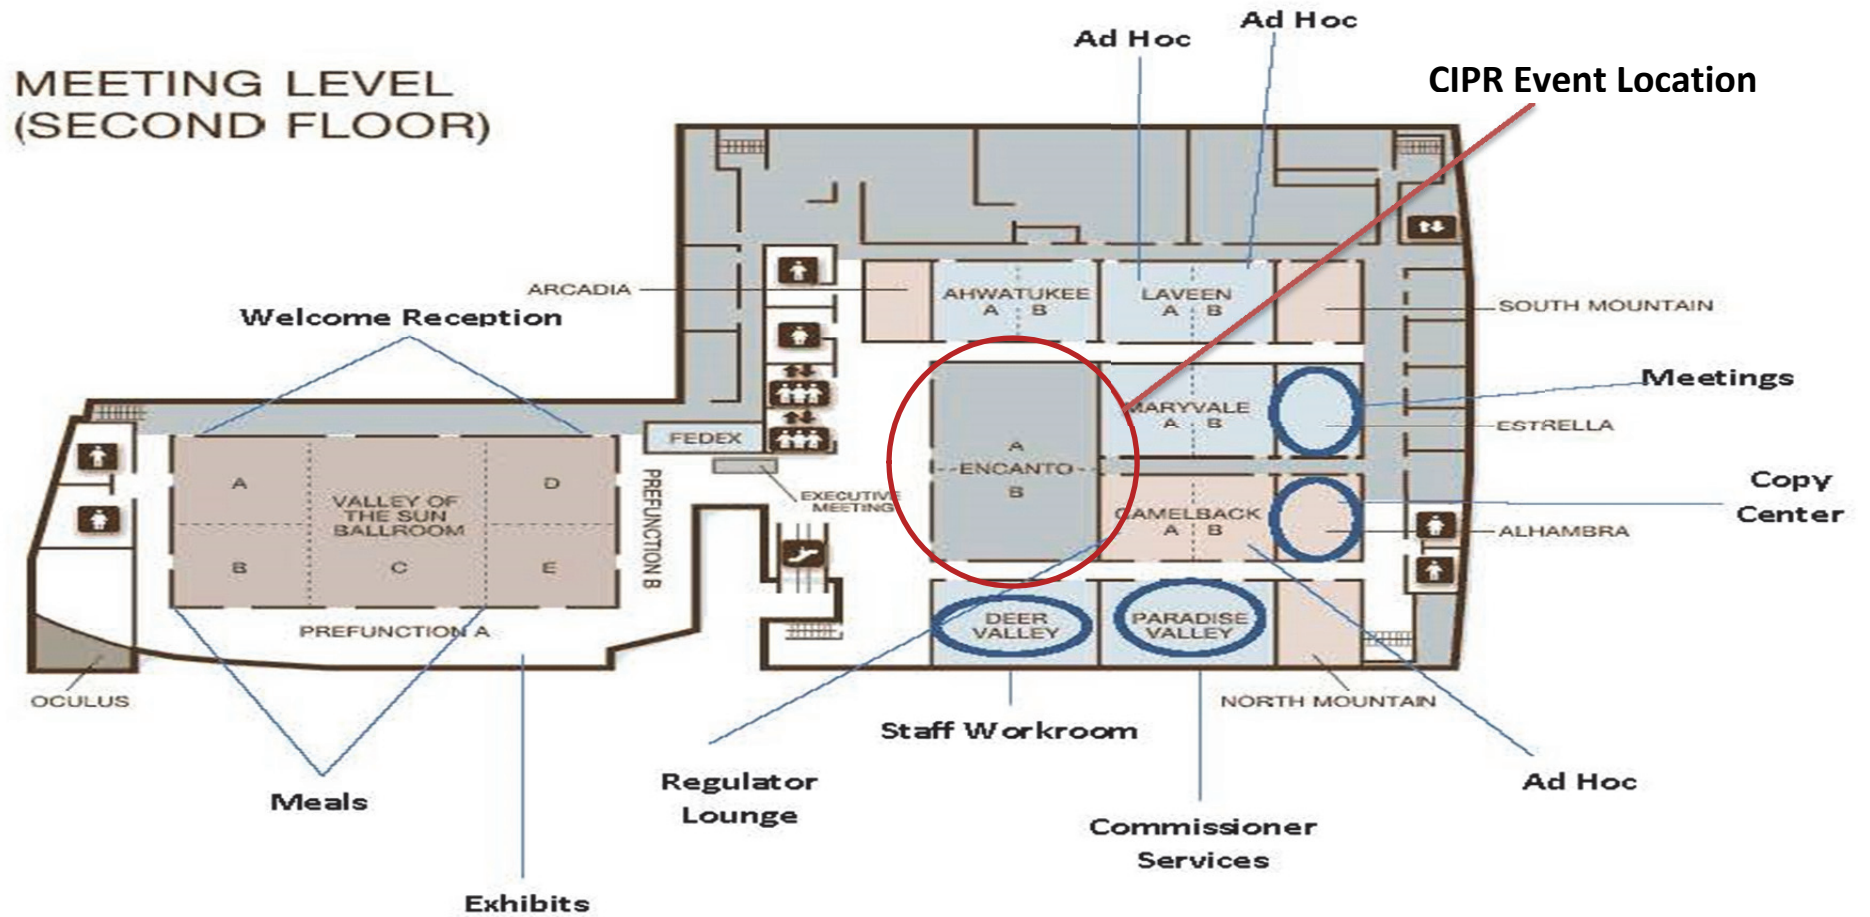 Ad Hoc
Ad Hoc
CIPR Event Location
MEETING LEVEL
(SECOND FLOOR)
ARCADIA
AHWATUKEE
A B
LAVEEN
A B
SOUTH MOUNTAIN
Welcome Reception
Meetings
MARYVALE
A B
ESTRELLA
FEDEX
A
ENCANTO
B
EXECUTIVE
MEETING
PREFUNCTION B
A
VALLEY OF
THE SUN
BALLROOM
D
B
C
E
CAMELBACK
A B
Copy
Center
ALHAMBRA
PREFUNCTION A
DEER
VALLEY
PARADISE
VALLEY
OCULUS
NORTH MOUNTAIN
Staff Workroom
Regulator
Lounge
Ad Hoc
Meals
Commissioner
Services
Exhibits